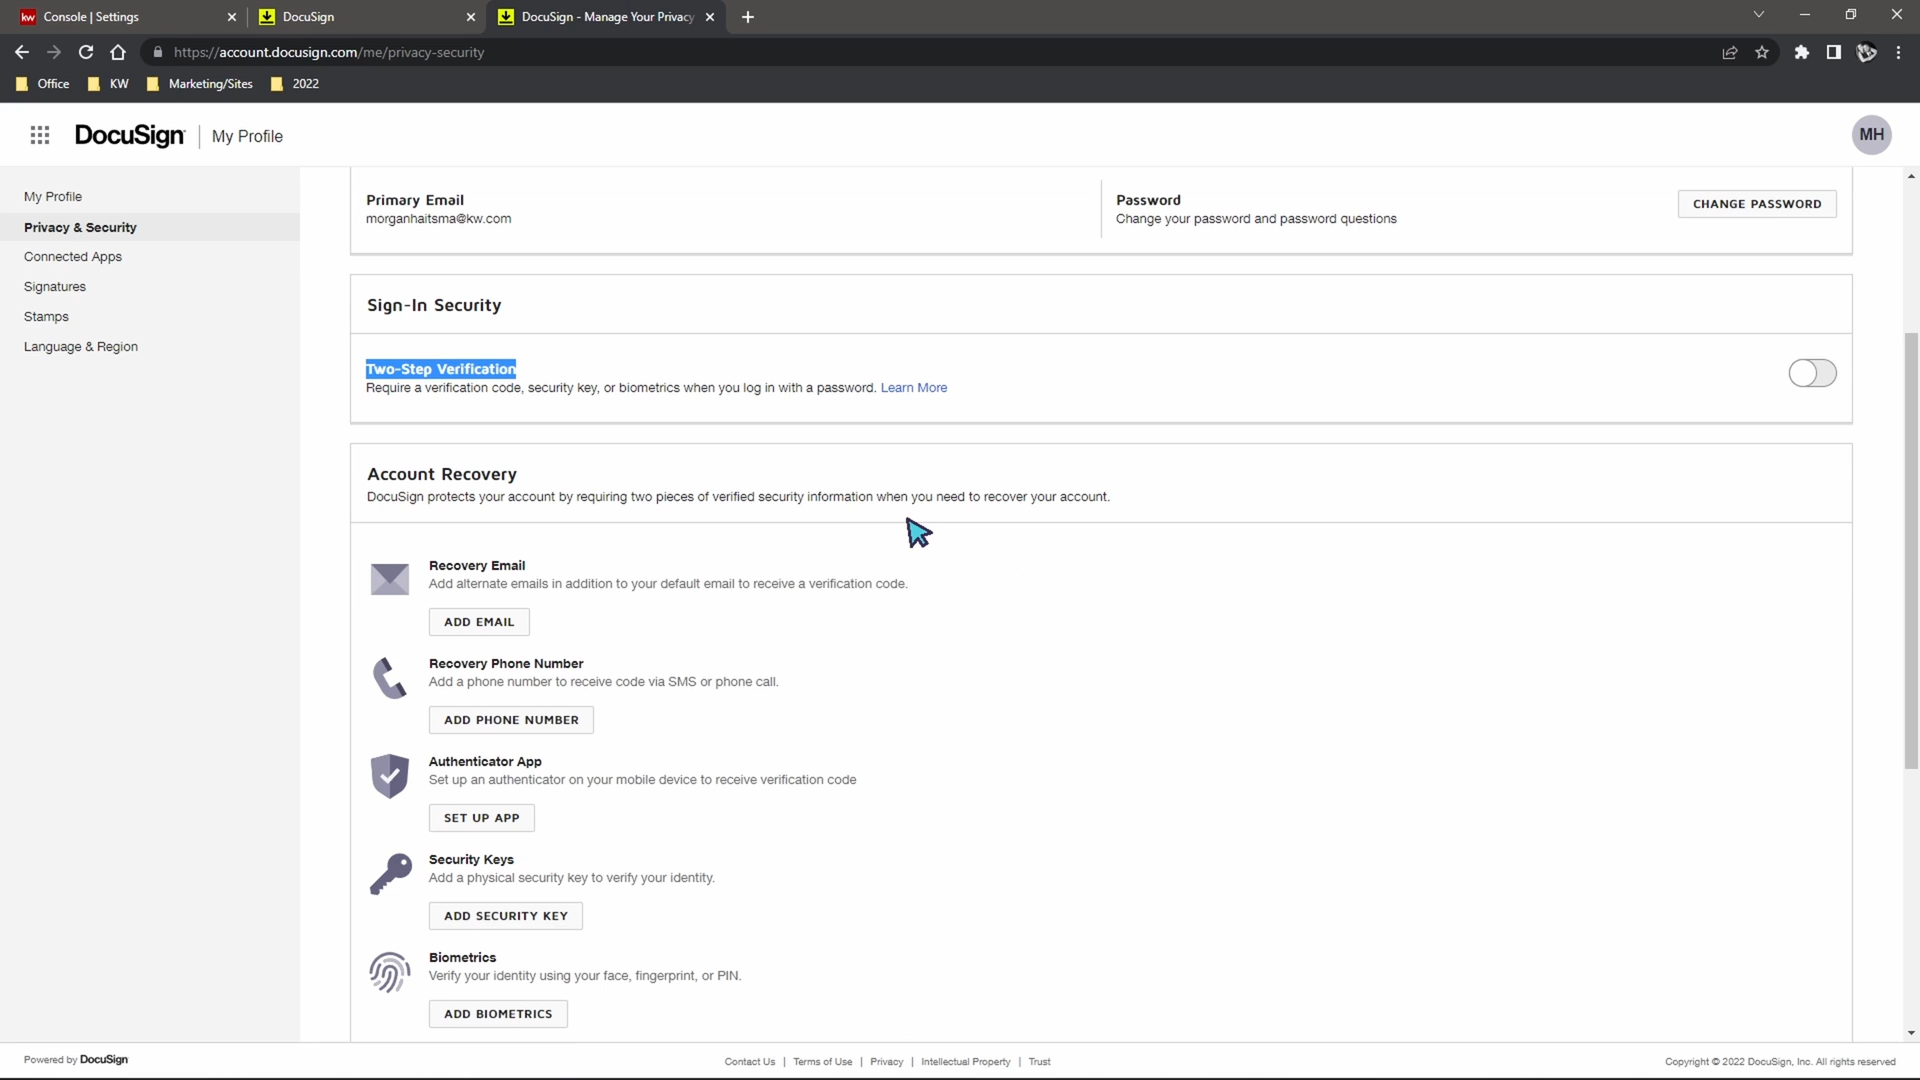 kw Console | Settings
DocuSign
DocuSign - Manage Your Privacy
https://account.docusign.com/me/privacy-security
Office
KW
Marketing/Sites
2022
DocuSign
My Profile
MH
My Profile
Privacy & Security
Connected Apps
Signatures
Stamps
Language & Region
Primary Email
morganhaitsma@kw.com
Password
Change your password and password questions
CHANGE PASSWORD
Sign-In Security
Two-Step Verification
Require a verification code, security key, or biometrics when you log in with a password. Learn More
Account Recovery
DocuSign protects your account by requiring two pieces of verified security information when you need to recover your account.
Recovery Email
Add alternate emails in addition to your default email to receive a verification code.
ADD EMAIL
Recovery Phone Number
Add a phone number to receive code via SMS or phone call.
ADD PHONE NUMBER
Authenticator App
Set up an authenticator on your mobile device to receive verification code
SET UP APP
Security Keys
Add a physical security key to verify your identity.
ADD SECURITY KEY
Biometrics
Verify your identity using your face, fingerprint, or PIN.
ADD BIOMETRICS
Powered by DocuSign
Contact Us | Terms of Use | Privacy | Intellectual Property | Trust
Copyright © 2022 DocuSign, Inc. All rights reserved